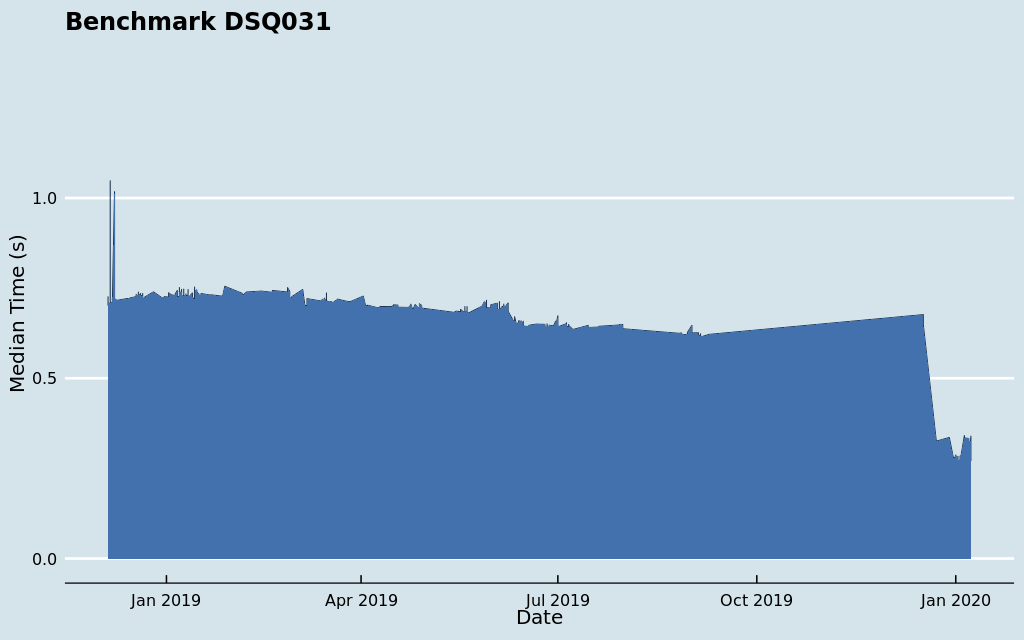 Benchmark DSQ031
Median Time (s)
1.0
0.5
0.0
Jan 2019
Apr 2019
Jul 2019
Oct 2019
Jan 2020
Date